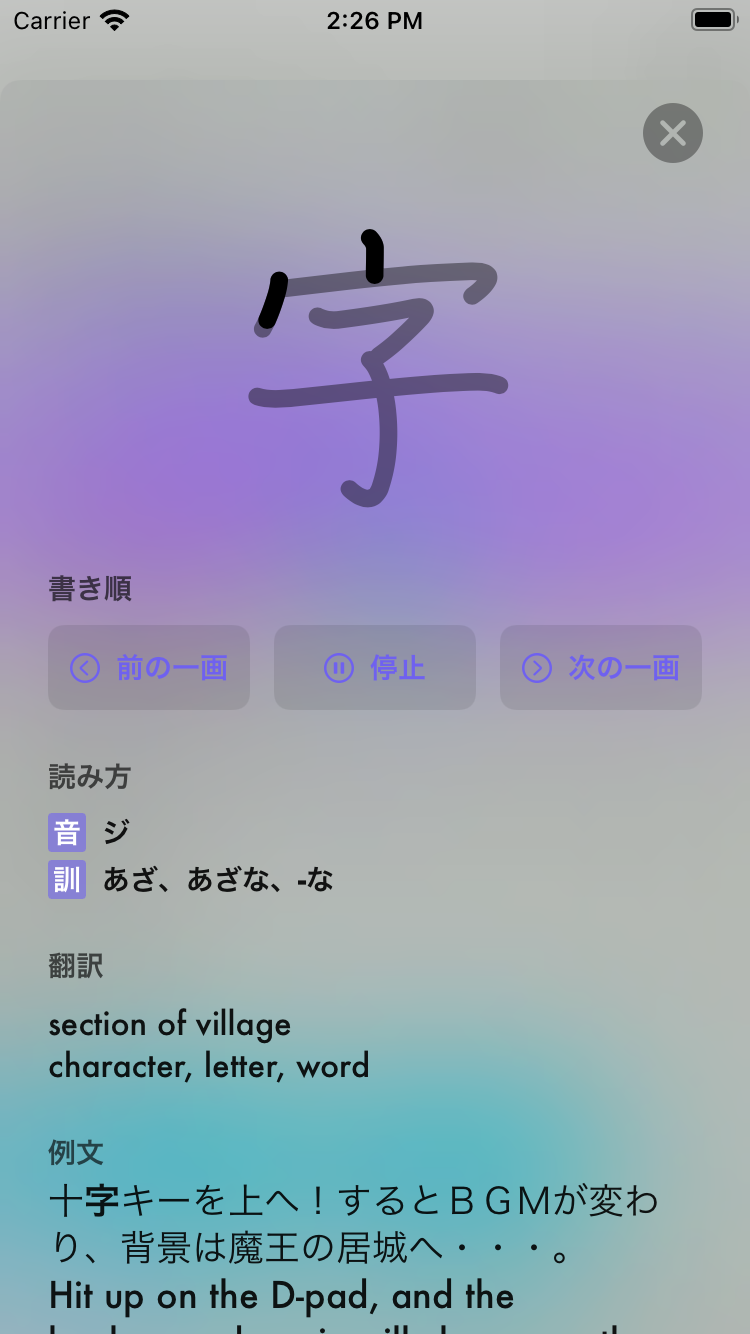 Carrier 2:26 PM
字
書き順
前の一画 停止 次の一画
読み方
音 ジ
訓 あざ、あざな、-な
翻訳
section of village
character, letter, word
例文
十字キーを上へ！するとＢＧＭが変わ
り、背景は魔王の居城へ・・・。
Hit up on the D-pad, and the